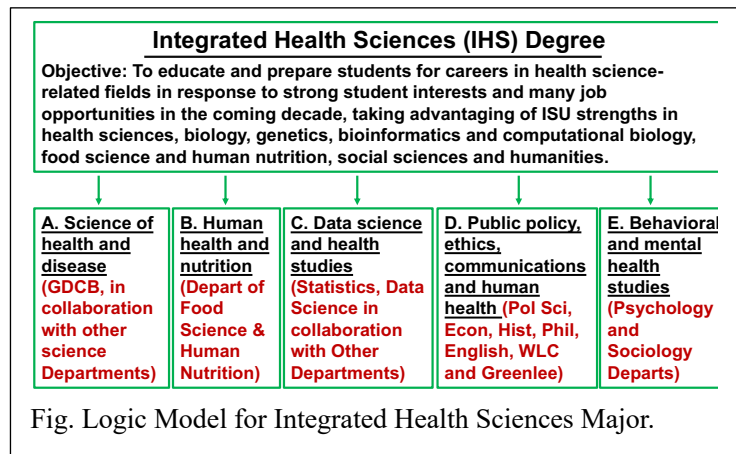 Integrated Health Sciences (IHS) Degree
Objective: To educate and prepare students for careers in health science-
related fields in response to strong student interests and many job
opportunities in the coming decade, taking advantaging of ISU strengths in
health sciences, biology, genetics, bioinformatics and computational biology,
food science and human nutrition, social sciences and humanities.
A. Science of
health and
disease
(GDCB, in
collaboration
with other
science
Departments)
B. Human
health and
nutrition
(Depart of
Food
Science &
Human
Nutrition)
C. Data science
and health
studies
(Statistics, Data
Science in
collaboration
with Other
Departments)
D. Public policy,
ethics,
communications
and human
health (Pol Sci,
Econ, Hist, Phil,
English, WLC
and Greenlee)
E. Behavioral
and mental
health
studies
(Psychology
and
Sociology
Departs)
Fig. Logic Model for Integrated Health Sciences Major.